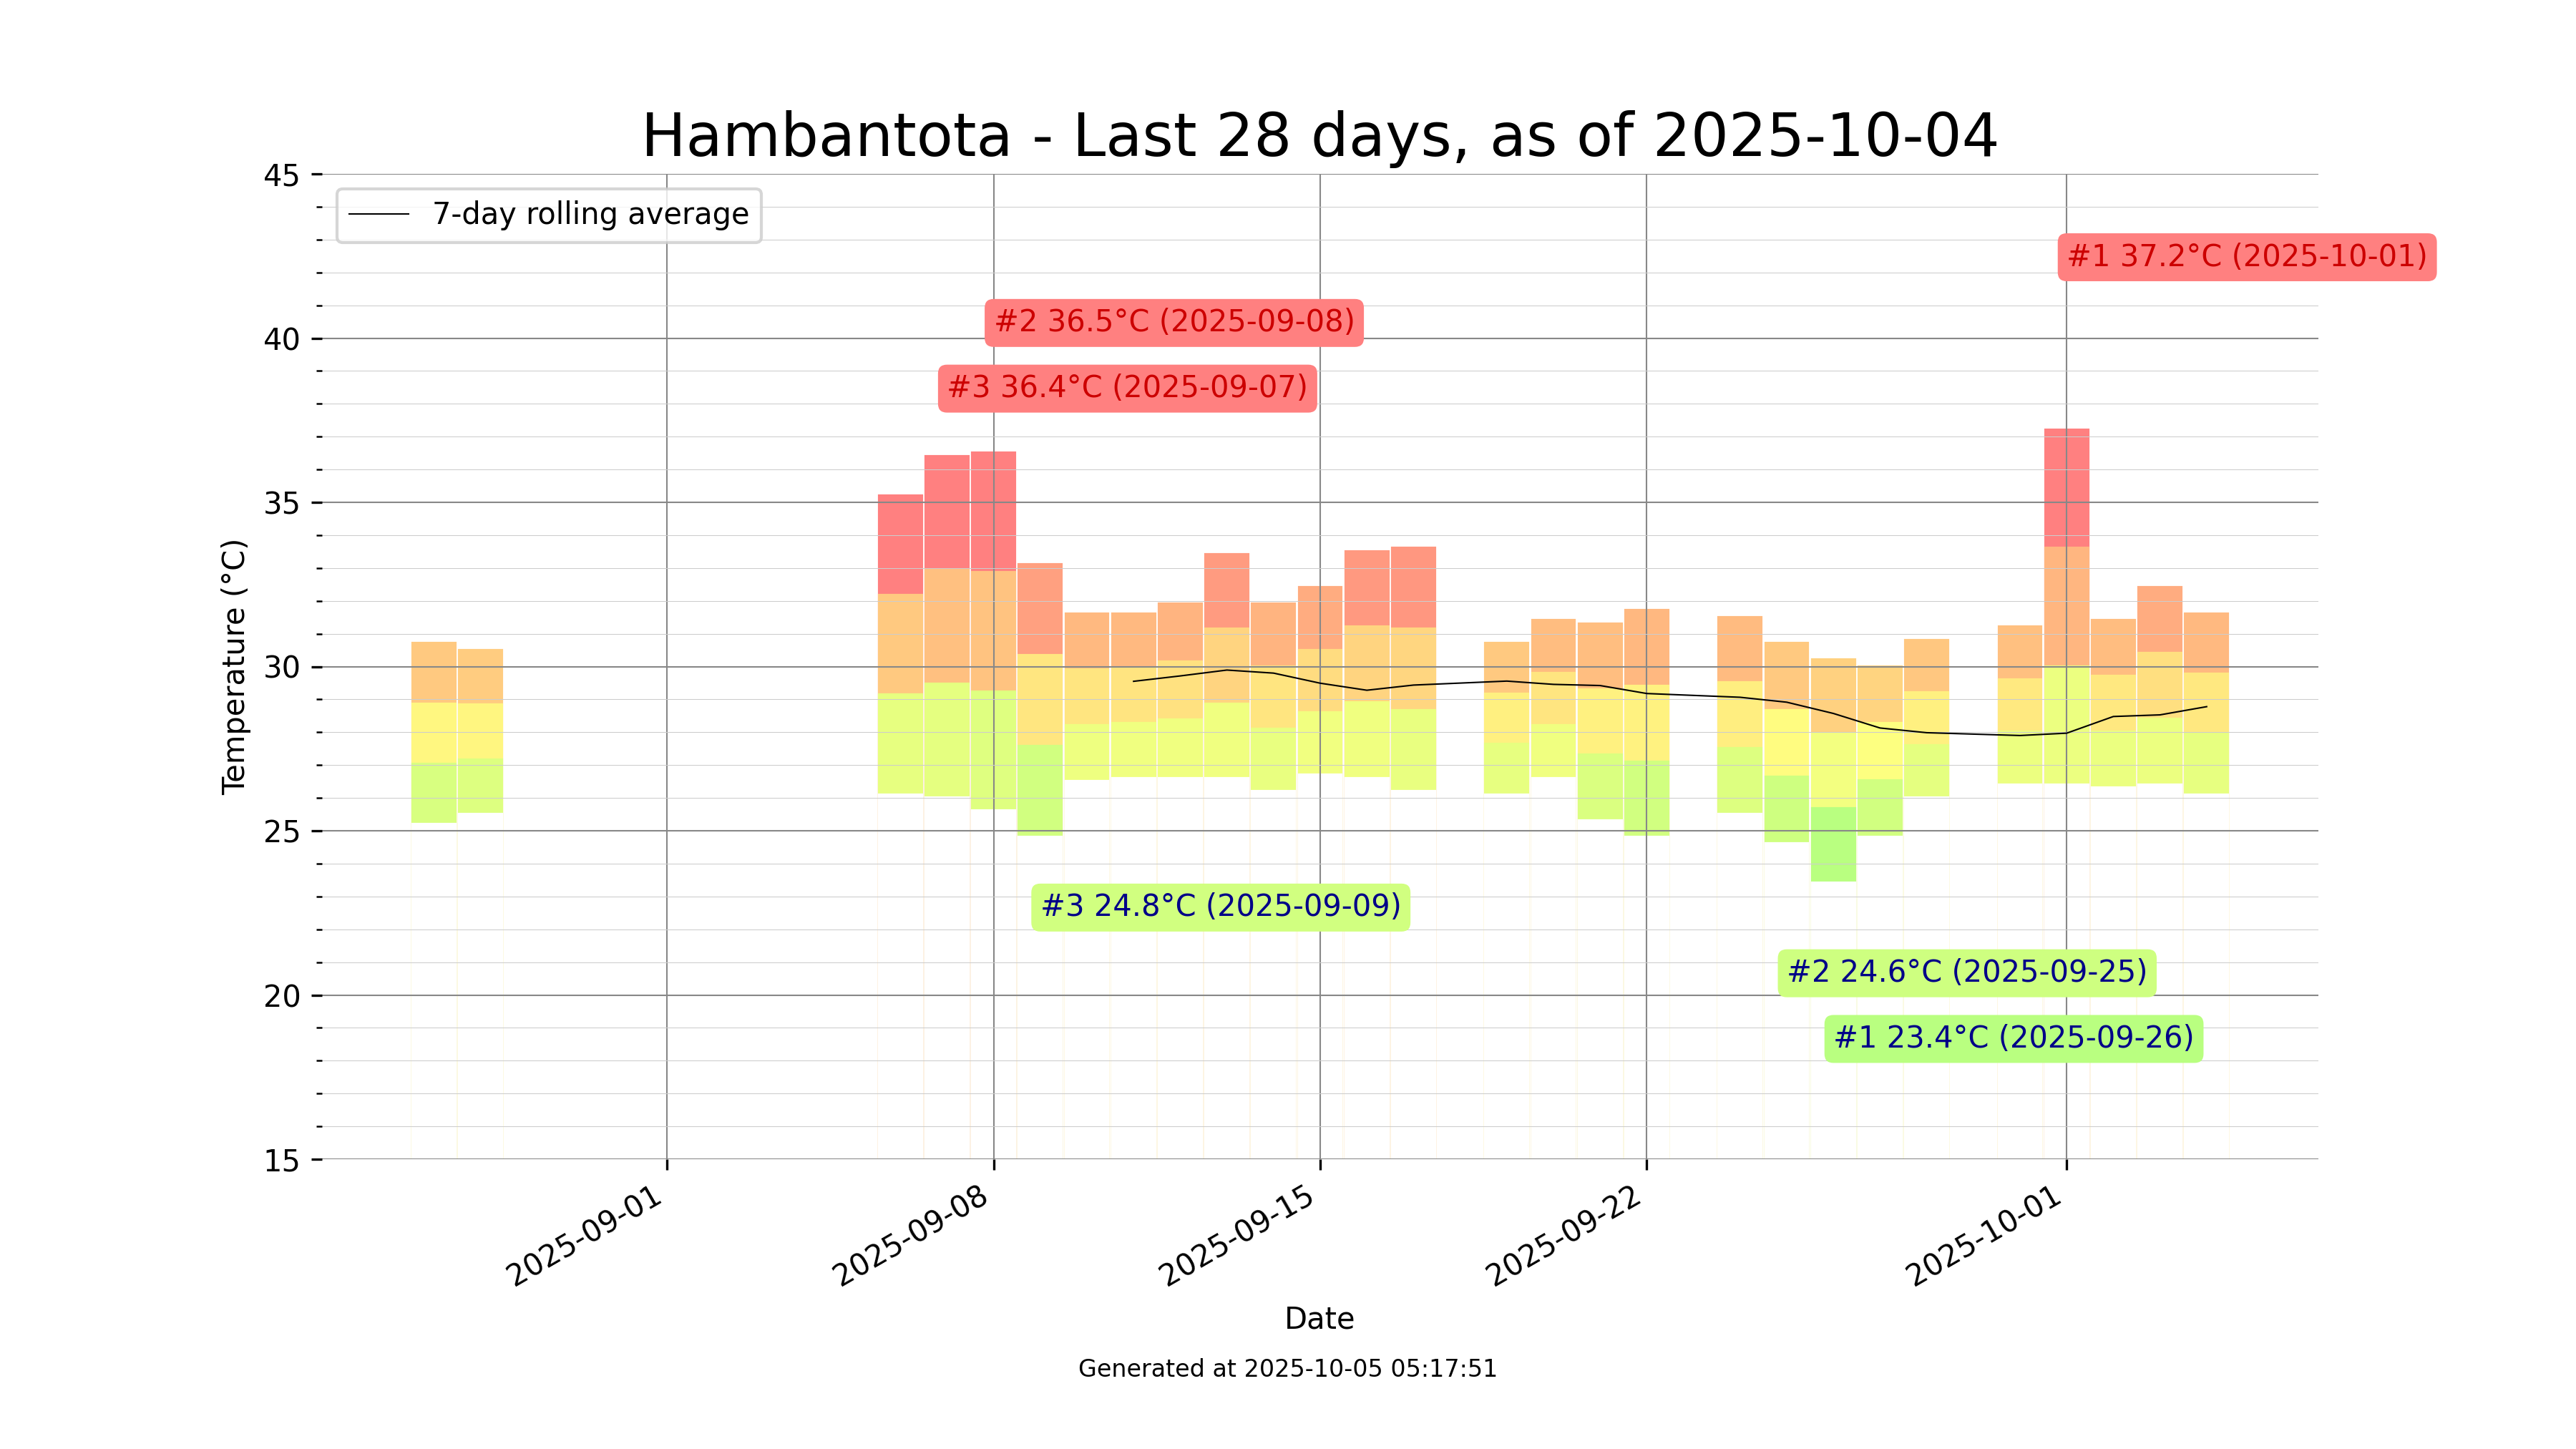 Hambantota - Last 28 days, as of 2025-10-04
45
7-day rolling average
#1 37.2°C (2025-10-01)
#2 36.5°C (2025-09-08)
40
#3 36.4°C (2025-09-07)
35
Temperature (°C)
30
25
#3 24.8°C (2025-09-09)
#2 24.6°C (2025-09-25)
20
#1 23.4°C (2025-09-26)
15
2025-09-01
2025-09-08
2025-09-15
2025-09-22
2025-10-01
Date
Generated at 2025-10-05 05:17:51